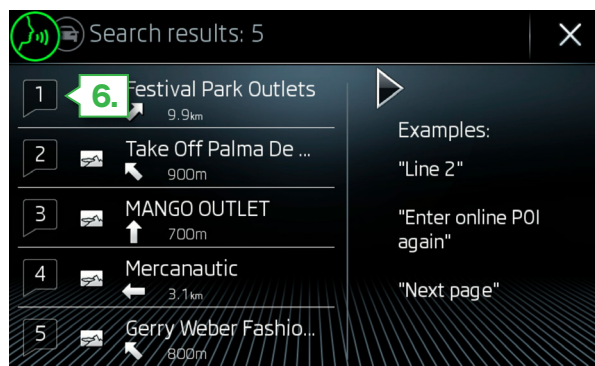 Search results: 5
1
6.
Festival Park Outlets
9.9km
2
Take Off Palma De ...
900m
3
MANGO OUTLET
700m
4
Mercanautic
3.1km
5
Gerry Weber Fashio...
800m
Examples:
"Line 2"
"Enter online POI
again"
"Next page"